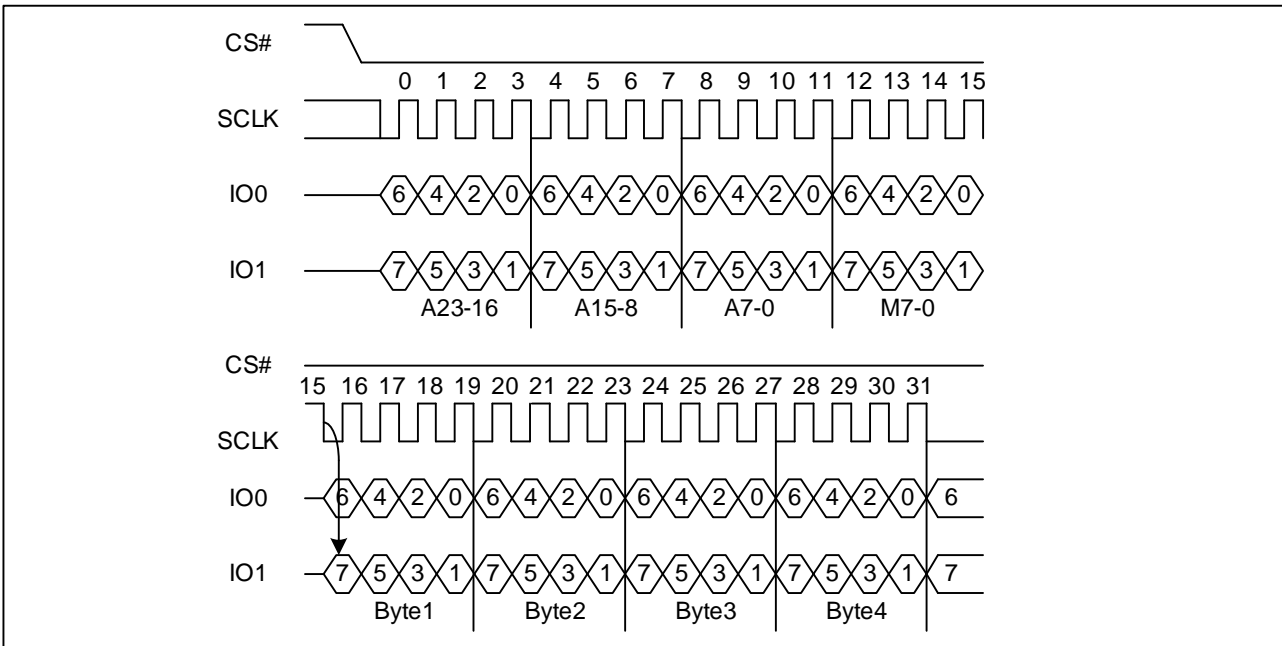 CS#
0 1 2 3 4 5 6 7 8 9 10 11 12 13 14 15
SCLK
IO0 6 4 2 0 6 4 2 0 6 4 2 0 6 4 2 0
IO1 7 5 3 1 7 5 3 1 7 5 3 1 7 5 3 1
A23-16 A15-8 A7-0 M7-0
CS#
15 16 17 18 19 20 21 22 23 24 25 26 27 28 29 30 31
SCLK
IO0 6 4 2 0 6 4 2 0 6 4 2 0 6 4 2 0 6
IO1 7 5 3 1 7 5 3 1 7 5 3 1 7 5 3 1 7
Byte1 Byte2 Byte3 Byte4